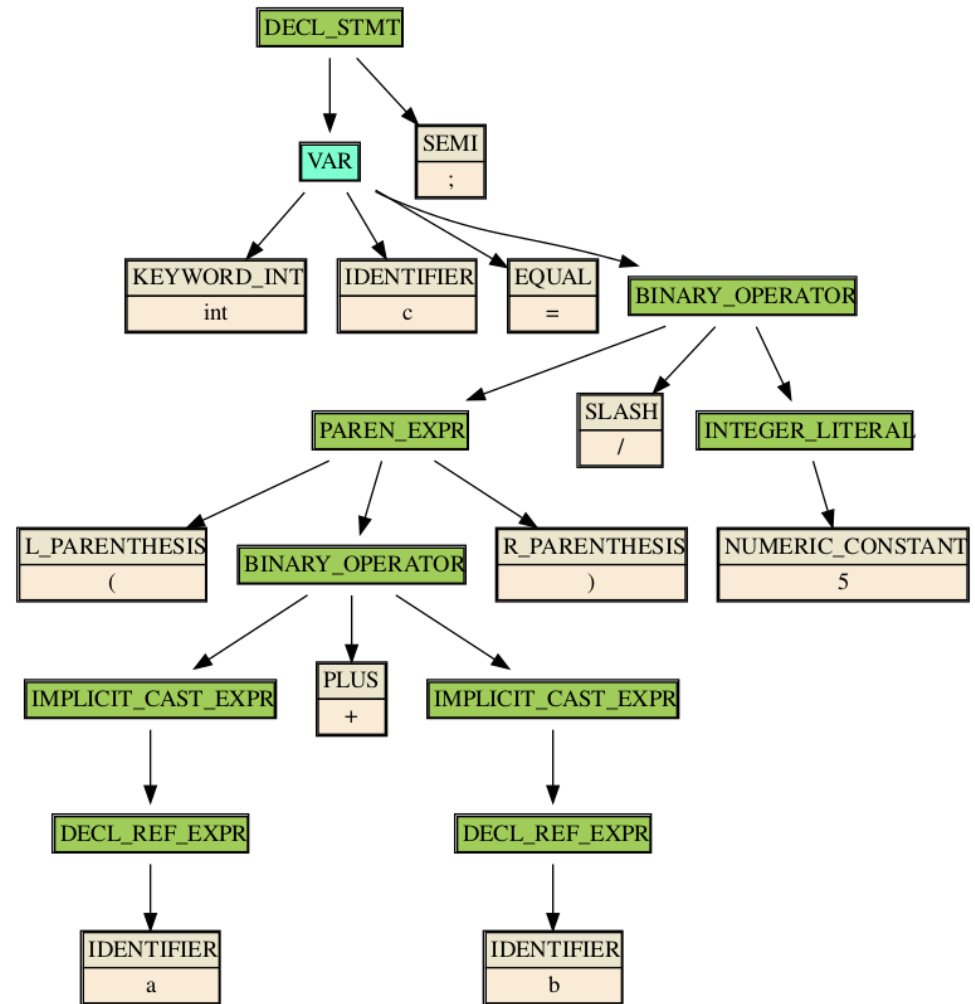 DECL_STMT
SEMI
;
VAR
KEYWORD_INT
int
IDENTIFIER
c
EQUAL
=
BINARY_OPERATOR
PAREN_EXPR
SLASH
/
INTEGER_LITERAL
L_PARENTHESIS
(
BINARY_OPERATOR
R_PARENTHESIS
)
NUMERIC_CONSTANT
5
IMPLICIT_CAST_EXPR
PLUS
+
IMPLICIT_CAST_EXPR
DECL_REF_EXPR
DECL_REF_EXPR
IDENTIFIER
a
IDENTIFIER
b